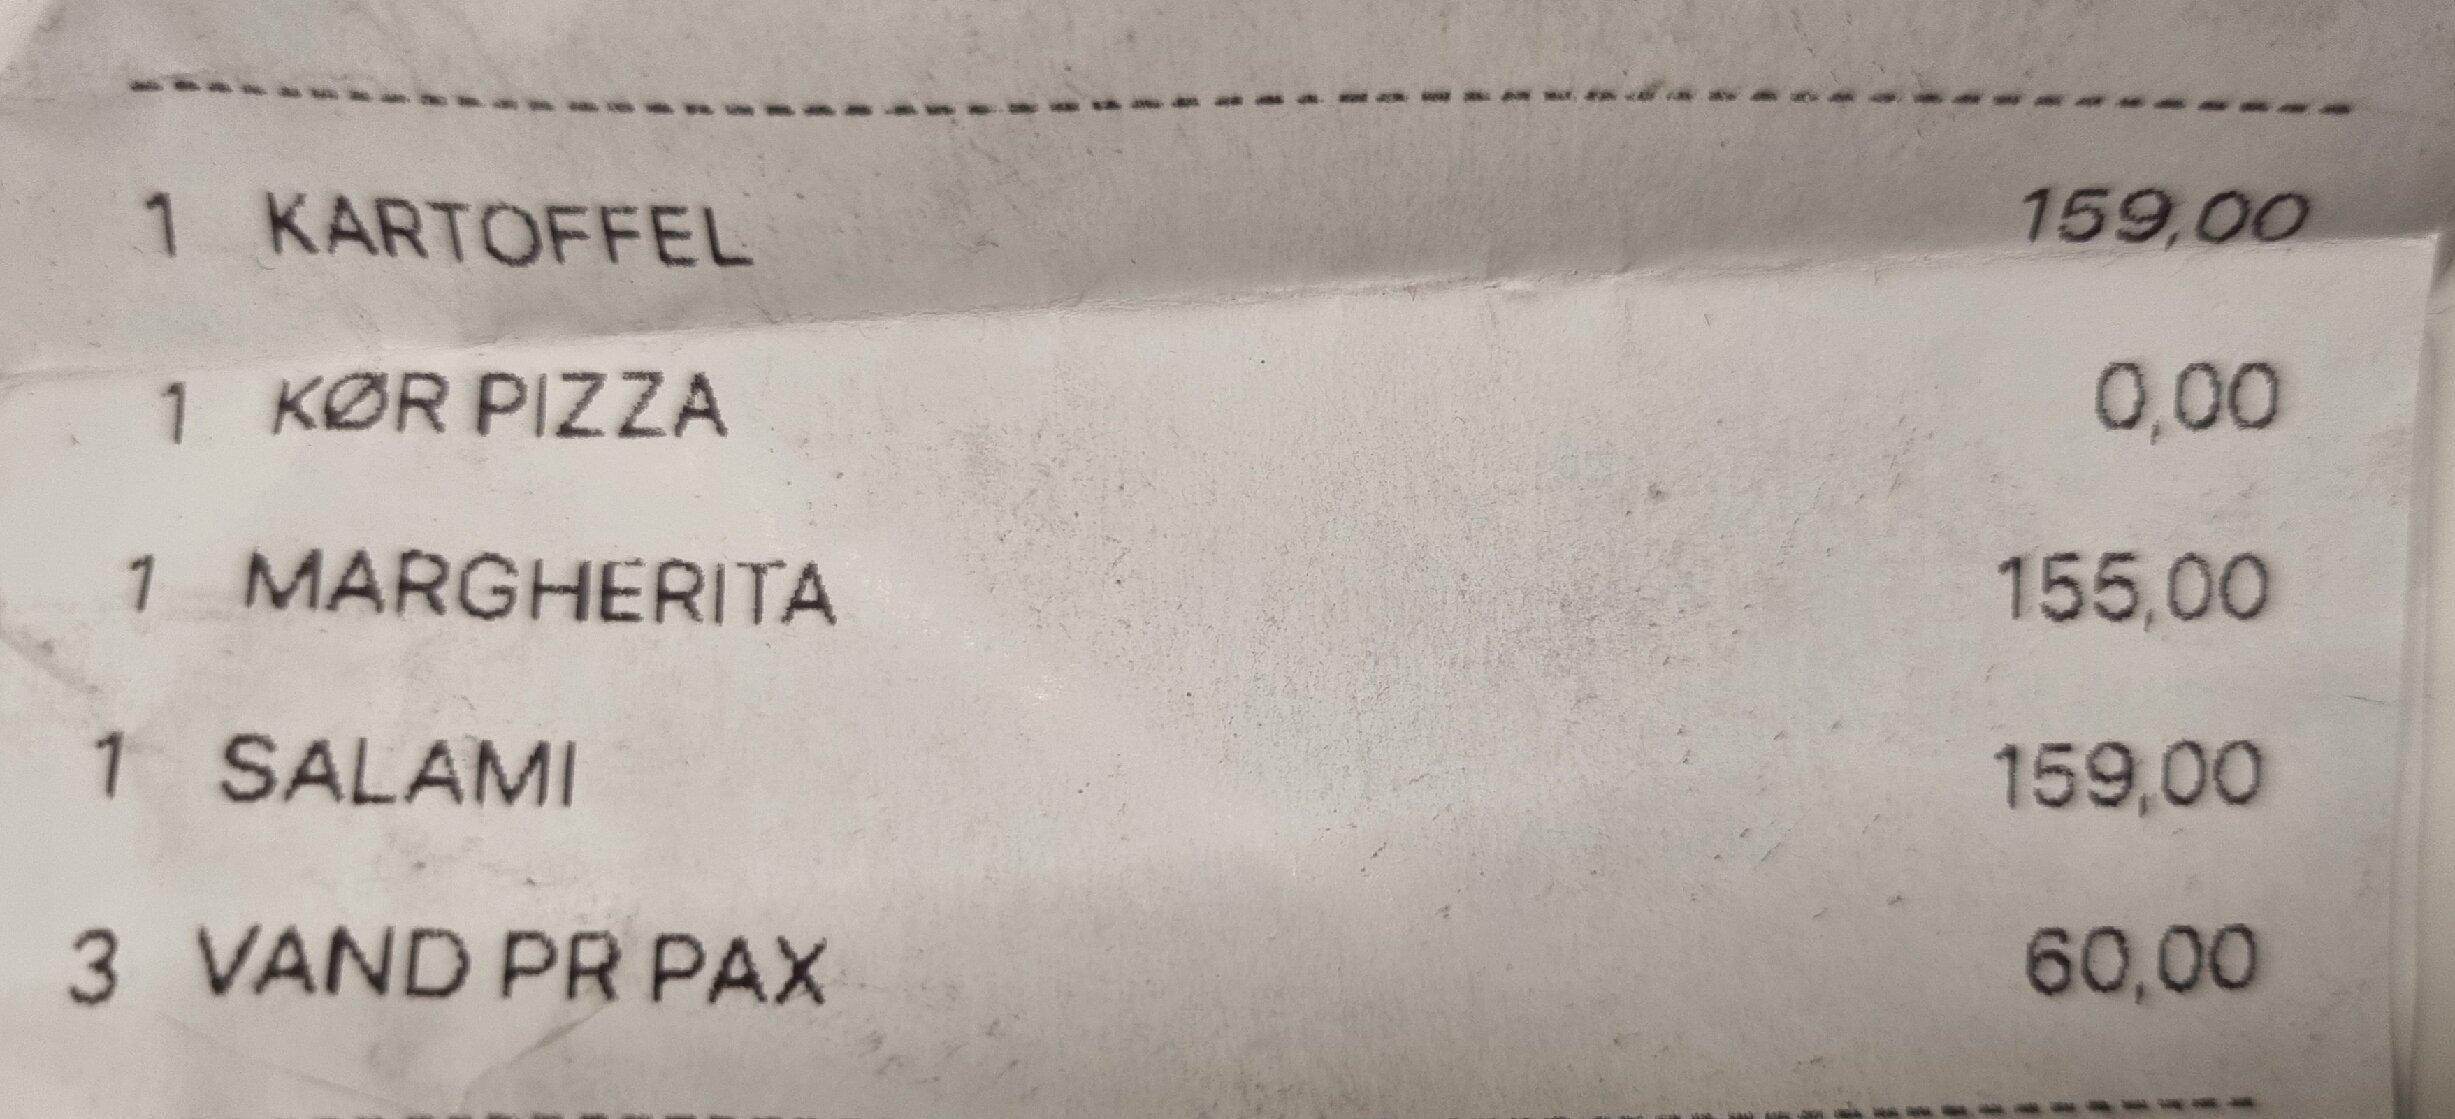 1 KARTOFFEL 159,00
1 KØR PIZZA 0,00
1 MARGHERITA 155,00
1 SALAMI 159,00
3 VAND PR PAX 60,00